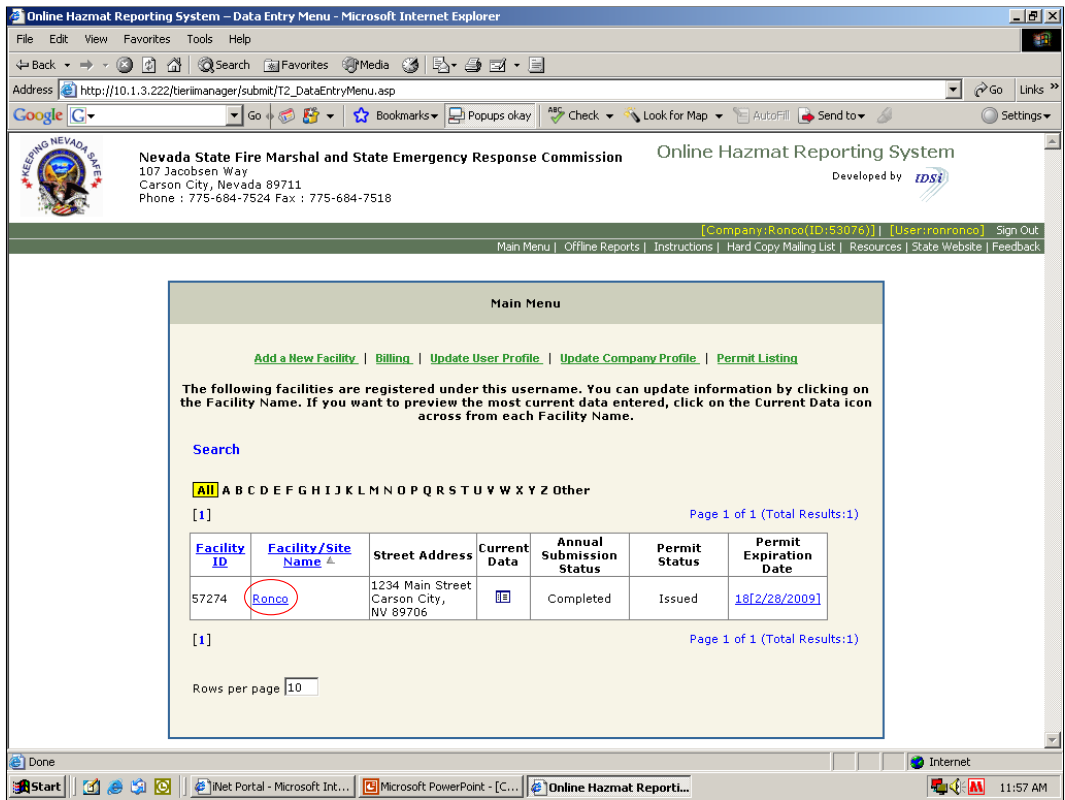 Online Hazmat Reporting System -- Data Entry Menu - Microsoft Internet Explorer
File Edit View Favorites Tools Help
Back Search Favorites Media
Address http://10.1.3.222/tieriimanager/submit/T2_DataEntryMenu.asp Go Links »
Google G Go Bookmarks Popups okay ABC Check Look for Map AutoFill Send to Settings
KEEPING NEVADA SAFE
Nevada State Fire Marshal and State Emergency Response Commission
107 Jacobsen Way
Carson City, Nevada 89711
Phone : 775-684-7524 Fax : 775-684-7518
Online Hazmat Reporting System
Developed by IDSi
[Company:Ronco(ID:53076)] | [User:ronronco] Sign Out
Main Menu | Offline Reports | Instructions | Hard Copy Mailing List | Resources | State Website | Feedback
Main Menu
Add a New Facility | Billing | Update User Profile | Update Company Profile | Permit Listing
The following facilities are registered under this username. You can update information by clicking on
the Facility Name. If you want to preview the most current data entered, click on the Current Data icon
across from each Facility Name.
Search
All A B C D E F G H I J K L M N O P Q R S T U V W X Y Z Other
[1] Page 1 of 1 (Total Results:1)
Facility ID Facility/Site Name Street Address Current Data Annual Submission Status Permit Status Permit Expiration Date
57274 Ronco 1234 Main Street Carson City, NV 89706 Completed Issued 18[2/28/2009]
[1] Page 1 of 1 (Total Results:1)
Rows per page 10
Done Internet
Start iNet Portal - Microsoft Int... Microsoft PowerPoint - [C... Online Hazmat Reporti... 11:57 AM